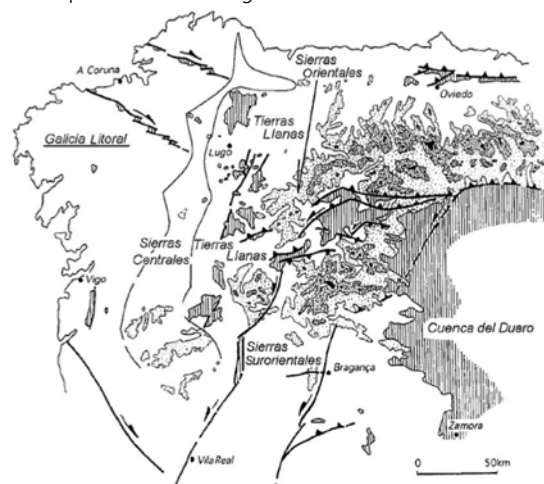 Sierras
Orientales
A Coruna
Oviedo
Tierras
Llanas
Galicia Litoral
Lugo
Sierras
Centrales
Tierras
Llanas
Vigo
Cuenca del Duero
Sierras
Surorientales
Bragança
Zamora
Vila Real
0 50km